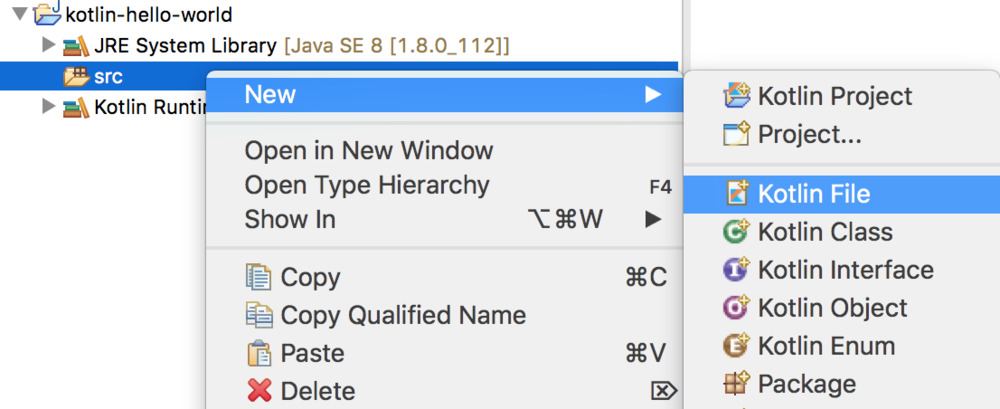 kotlin-hello-world
JRE System Library [Java SE 8 [1.8.0_112]]
src
Kotlin Runtin
New
Open in New Window
Open Type Hierarchy F4
Show In ⌥⌘W
Copy ⌘C
Copy Qualified Name
Paste ⌘V
Delete ⌦
Kotlin Project
Project...
Kotlin File
Kotlin Class
Kotlin Interface
Kotlin Object
Kotlin Enum
Package